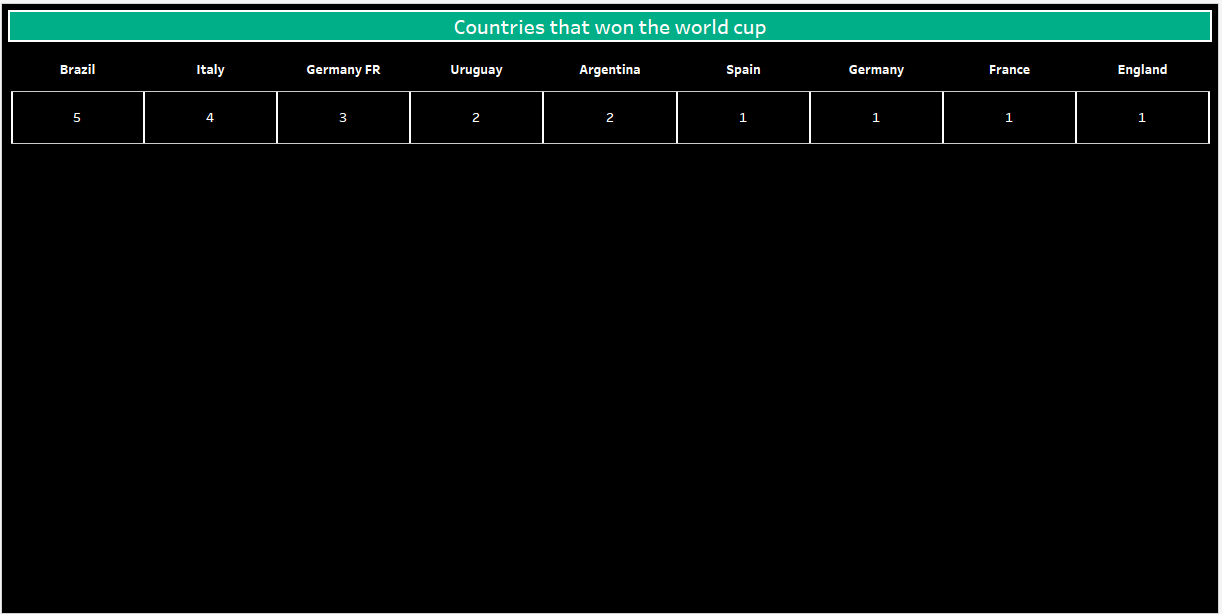 Countries that won the world cup
Brazil Italy Germany FR Uruguay Argentina Spain Germany France England
5 4 3 2 2 1 1 1 1